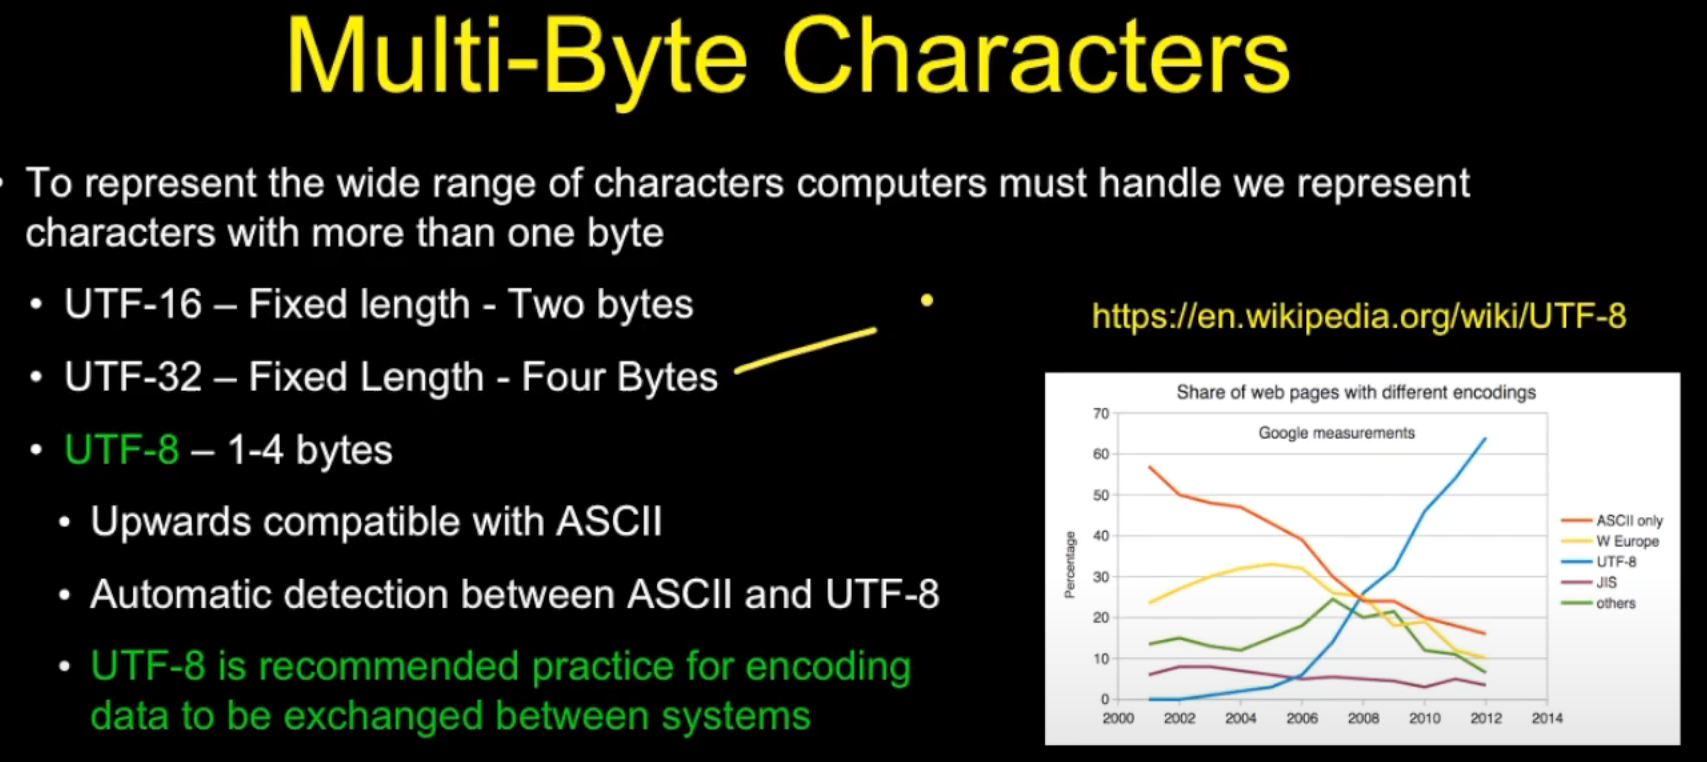 Multi-Byte Characters
• To represent the wide range of characters computers must handle we represent
characters with more than one byte
• UTF-16 – Fixed length - Two bytes
• UTF-32 – Fixed Length - Four Bytes
• UTF-8 – 1-4 bytes
• Upwards compatible with ASCII
• Automatic detection between ASCII and UTF-8
• UTF-8 is recommended practice for encoding
data to be exchanged between systems
https://en.wikipedia.org/wiki/UTF-8
Share of web pages with different encodings
Google measurements
Percentage
70
60
50
40
30
20
10
0
2000 2002 2004 2006 2008 2010 2012 2014
ASCII only
W Europe
UTF-8
JIS
others